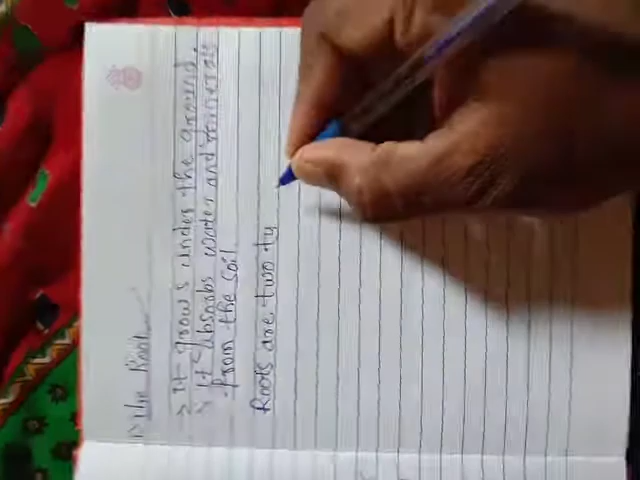 1) The Root
> It grows under the ground.
> It absorbs water and minerals
from the soil
Roots are two ty